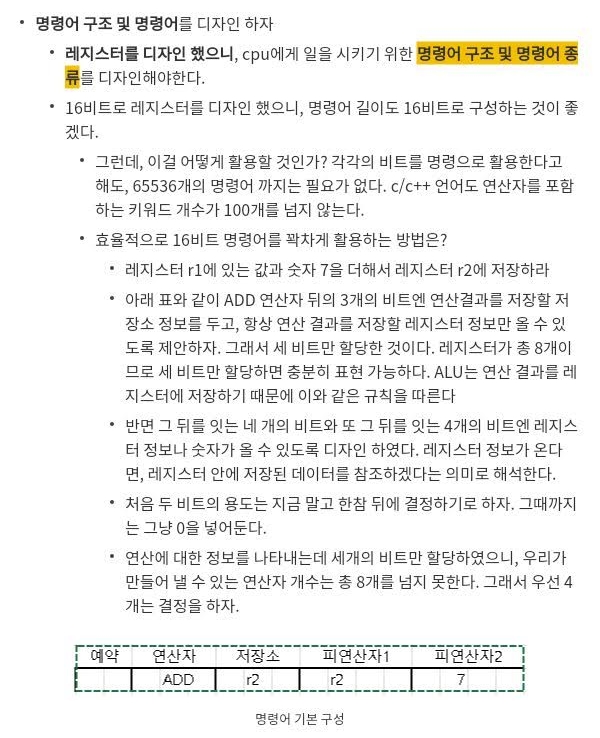 명령어 구조 및 명령어를 디자인 하자
레지스터를 디자인 했으니, cpu에게 일을 시키기 위한 명령어 구조 및 명령어 종
류를 디자인해야한다.
16비트로 레지스터를 디자인 했으니, 명령어 길이도 16비트로 구성하는 것이 좋
겠다.
그런데, 이걸 어떻게 활용할 것인가? 각각의 비트를 명령으로 활용한다고
해도, 65536개의 명령어 까지는 필요가 없다. c/c++ 언어도 연산자를 포함
하는 키워드 개수가 100개를 넘지 않는다.
효율적으로 16비트 명령어를 꽉차게 활용하는 방법은?
레지스터 r1에 있는 값과 숫자 7을 더해서 레지스터 r2에 저장하라
아래 표와 같이 ADD 연산자 뒤의 3개의 비트엔 연산결과를 저장할 저
장소 정보를 두고, 항상 연산 결과를 저장할 레지스터 정보만 올 수 있
도록 제안하자. 그래서 세 비트만 할당한 것이다. 레지스터가 총 8개이
므로 세 비트만 할당하면 충분히 표현 가능하다. ALU는 연산 결과를 레
지스터에 저장하기 때문에 이와 같은 규칙을 따른다
반면 그 뒤를 잇는 네 개의 비트와 또 그 뒤를 잇는 4개의 비트엔 레지스
터 정보나 숫자가 올 수 있도록 디자인 하였다. 레지스터 정보가 온다
면, 레지스터 안에 저장된 데이터를 참조하겠다는 의미로 해석한다.
처음 두 비트의 용도는 지금 말고 한참 뒤에 결정하기로 하자. 그때까지
는 그냥 0을 넣어둔다.
연산에 대한 정보를 나타내는데 세개의 비트만 할당하였으니, 우리가
만들어 낼 수 있는 연산자 개수는 총 8개를 넘지 못한다. 그래서 우선 4
개는 결정을 하자.
예약 연산자 저장소 피연산자1 피연산자2
ADD r2 r2 7
명령어 기본 구성